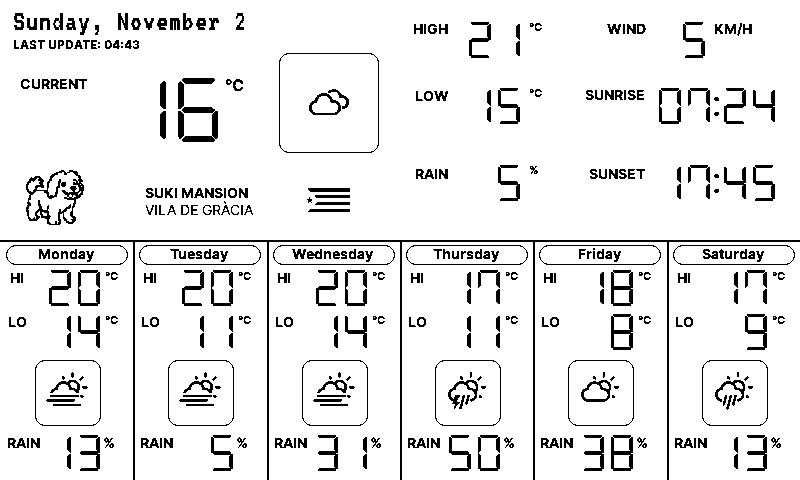 Sunday, November 2
LAST UPDATE: 04:43
CURRENT 16 °C
SUKI MANSION
VILA DE GRÀCIA
HIGH 21 °C
LOW 15 °C
RAIN 5 %
WIND 5 KM/H
SUNRISE 07:24
SUNSET 17:45
Monday
HI 20 °C
LO 14 °C
RAIN 13 %
Tuesday
HI 20 °C
LO 11 °C
RAIN 5 %
Wednesday
HI 20 °C
LO 14 °C
RAIN 31 %
Thursday
HI 17 °C
LO 11 °C
RAIN 50 %
Friday
HI 18 °C
LO 8 °C
RAIN 38 %
Saturday
HI 17 °C
LO 9 °C
RAIN 13 %